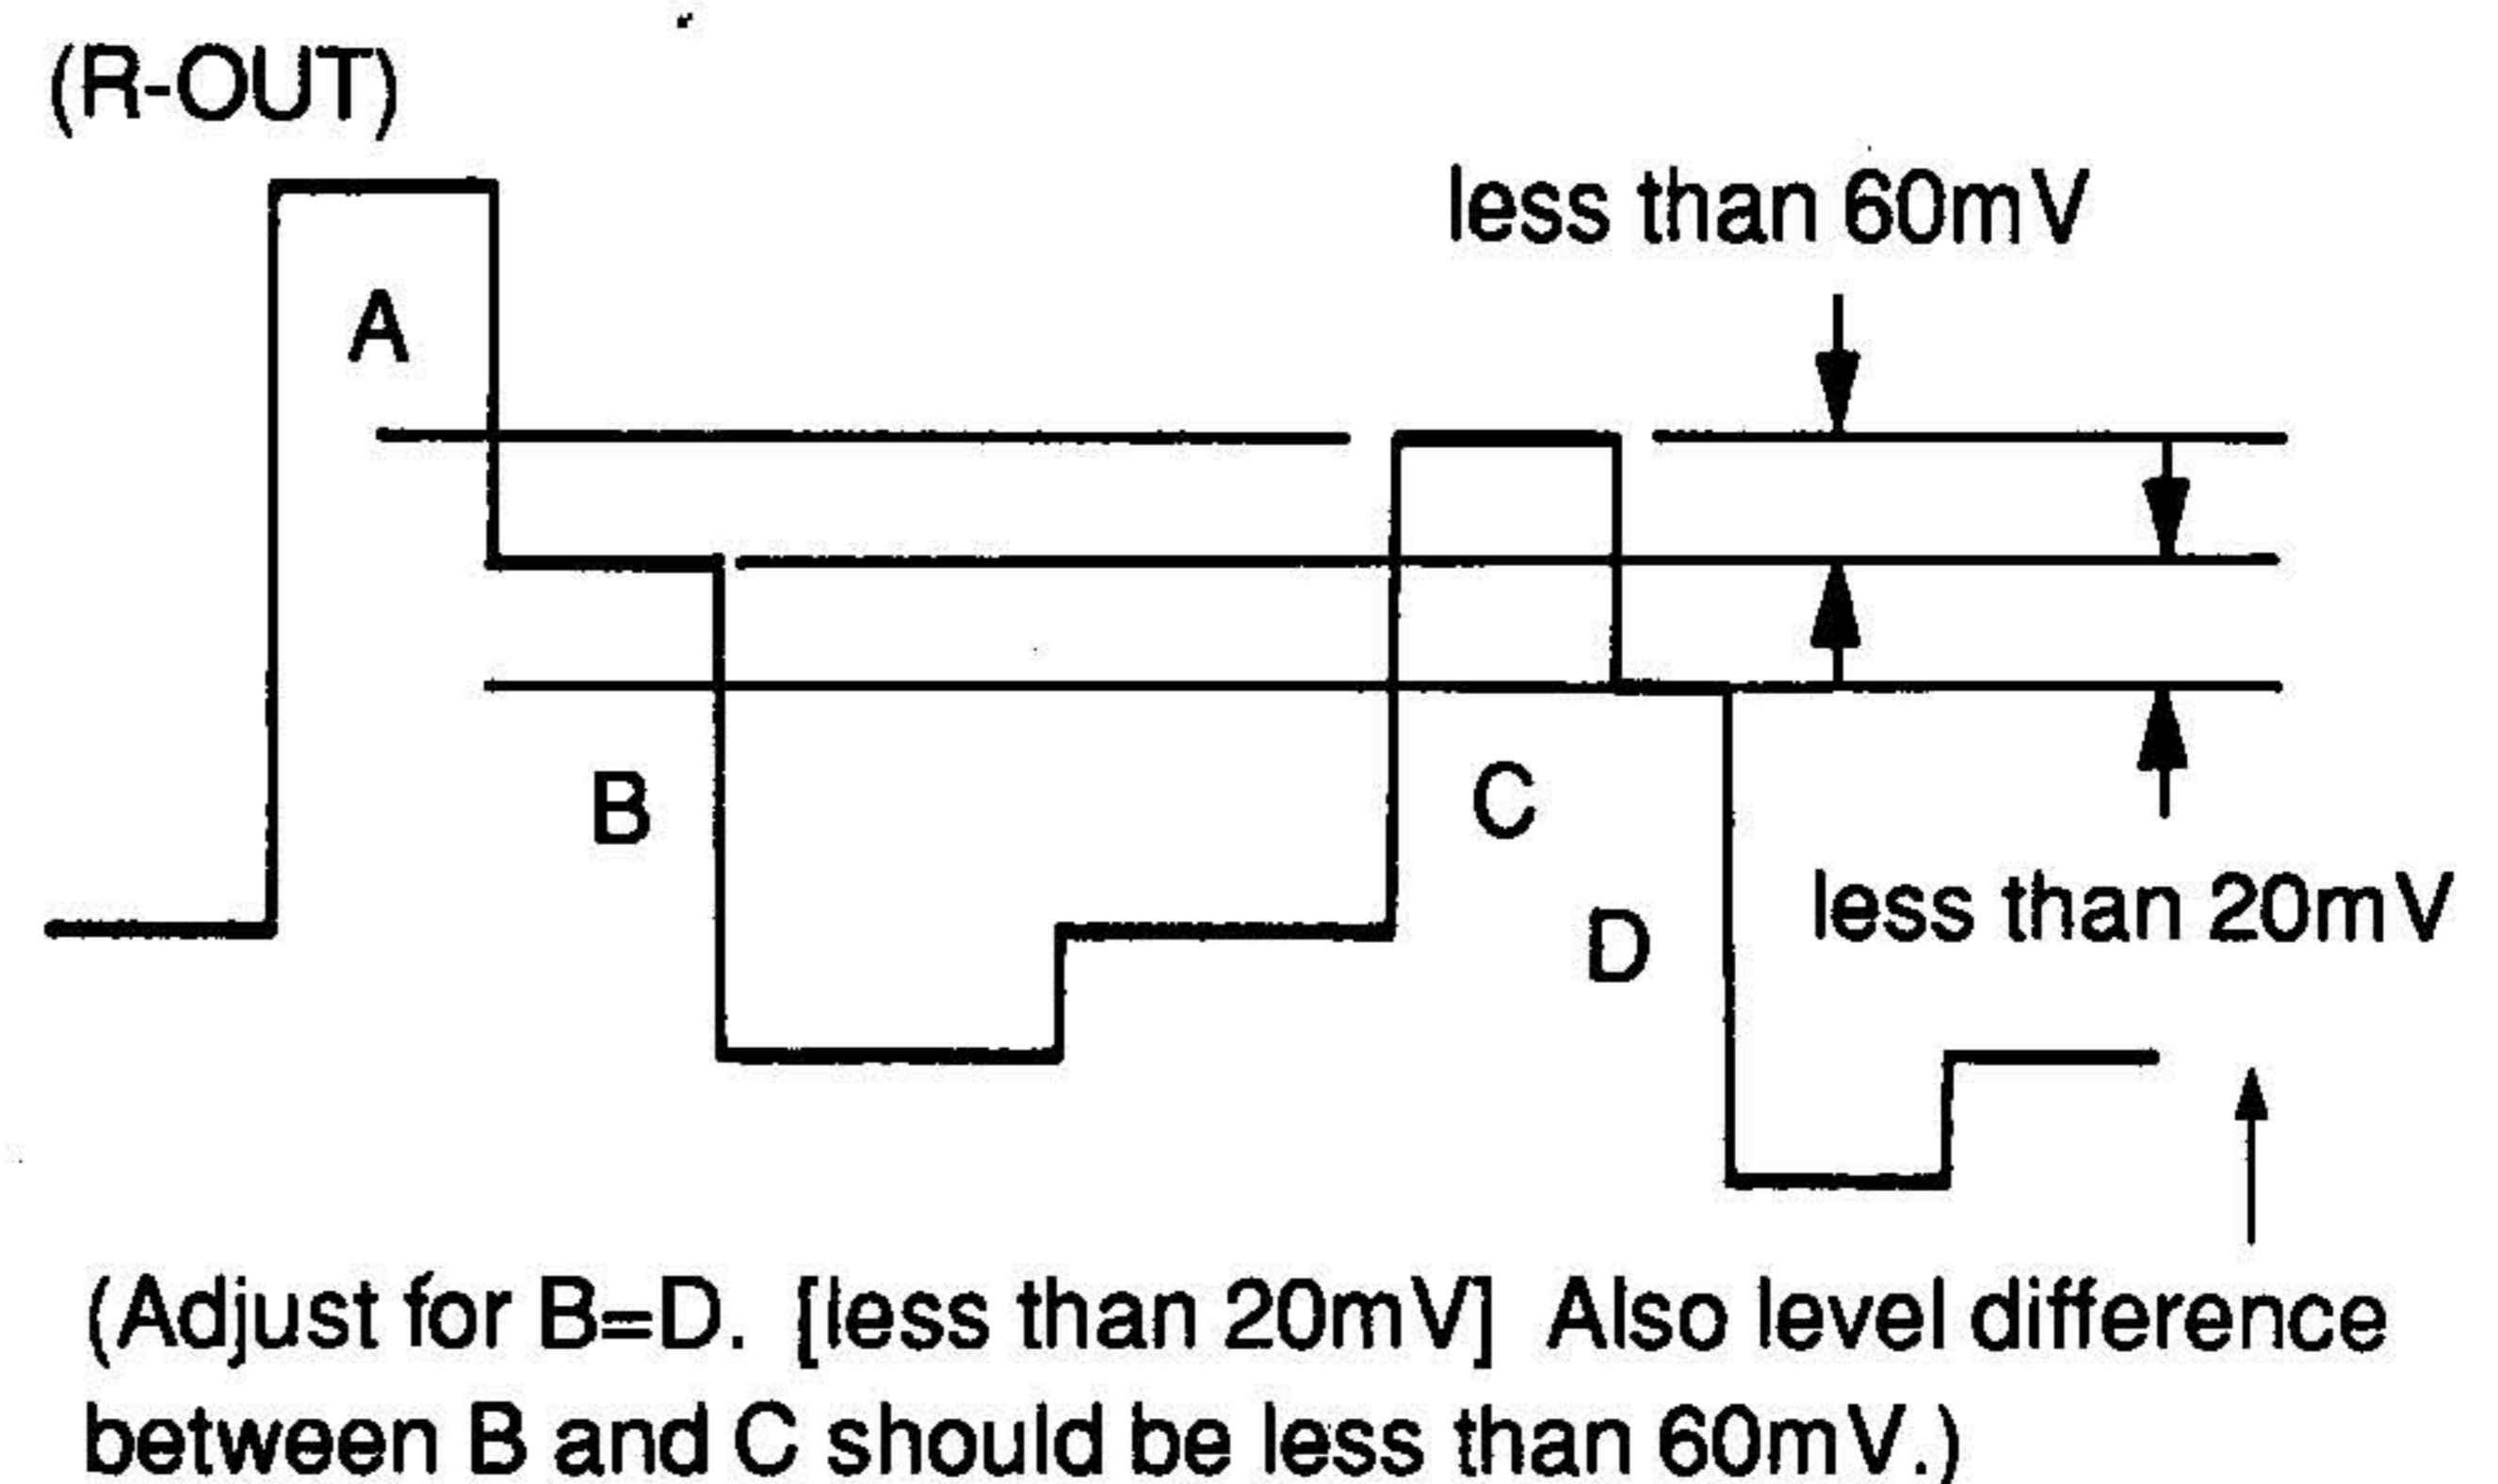 (R-OUT)
less than 60mV
A
B
C
D
less than 20mV
(Adjust for B=D. [less than 20mV] Also level difference
between B and C should be less than 60mV.)